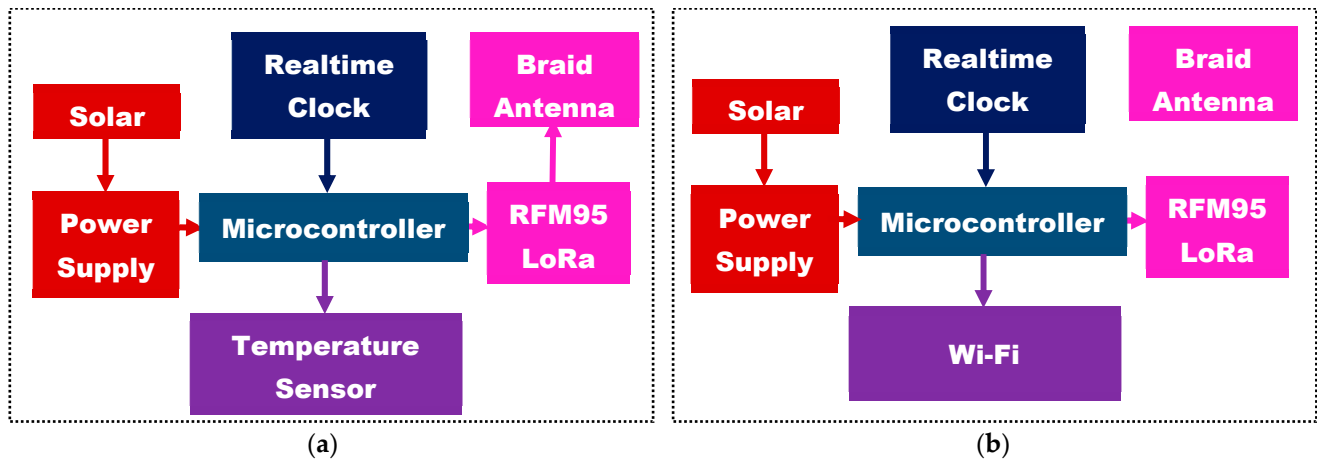 Solar
Power
Supply
Realtime
Clock
Microcontroller
Temperature
Sensor
Braid
Antenna
RFM95
LoRa
(a)
Solar
Power
Supply
Realtime
Clock
Microcontroller
Wi-Fi
Braid
Antenna
RFM95
LoRa
(b)